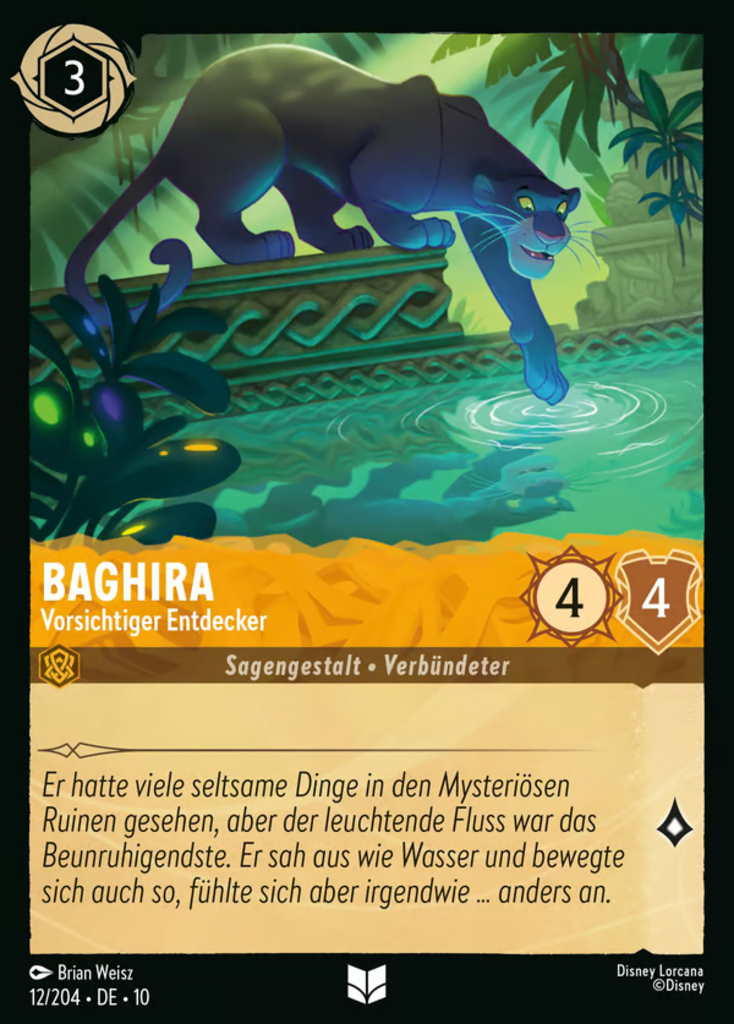 3
BAGHIRA
Vorsichtiger Entdecker
4
4
Sagengestalt • Verbündeter
Er hatte viele seltsame Dinge in den Mysteriösen
Ruinen gesehen, aber der leuchtende Fluss war das
Beunruhigendste. Er sah aus wie Wasser und bewegte
sich auch so, fühlte sich aber irgendwie ... anders an.
Brian Weisz
12/204 • DE • 10
Disney Lorcana
©Disney